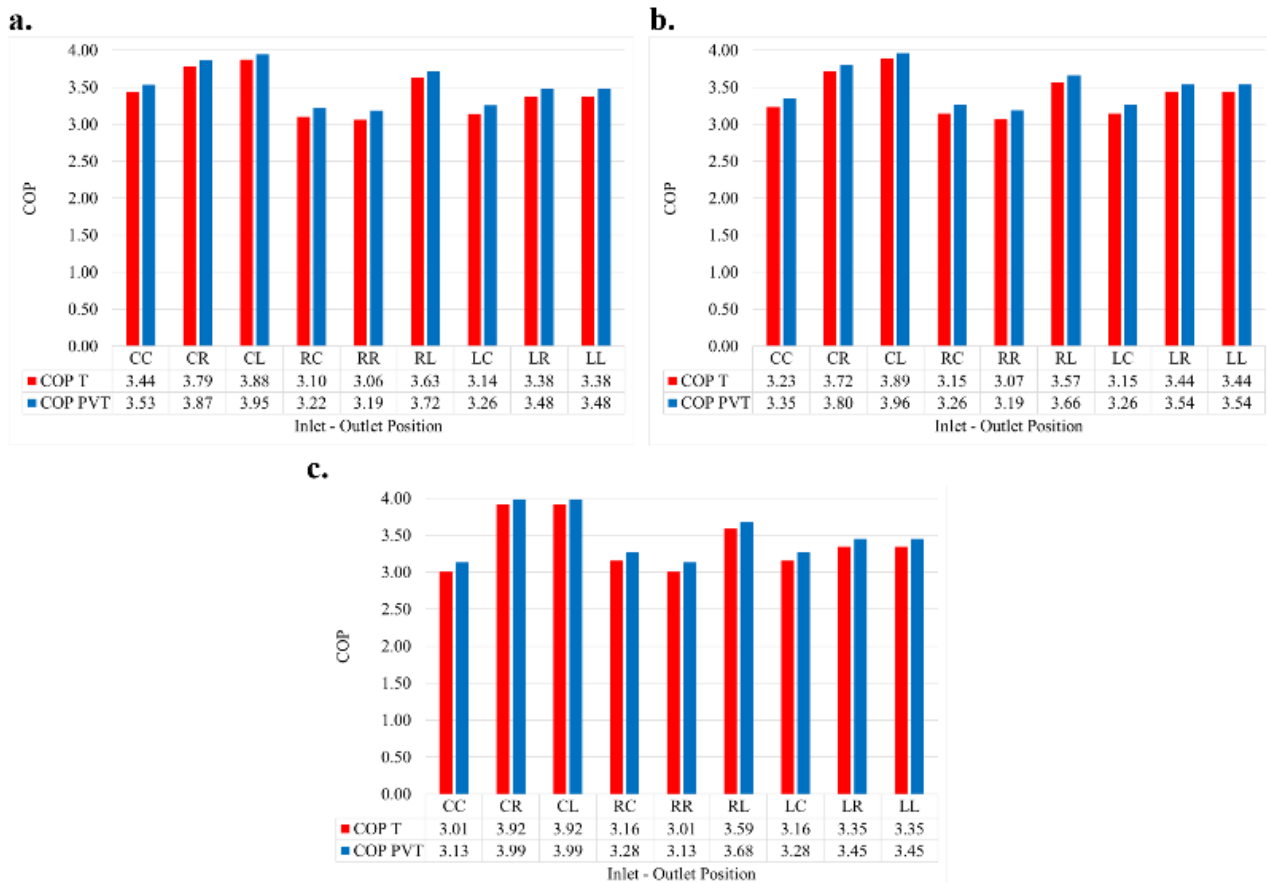 a.
4.00
3.50
3.00
2.50
2.00
1.50
1.00
0.50
0.00
COP
CC CR CL RC RR RL LC LR LL
COP T 3.44 3.79 3.88 3.10 3.06 3.63 3.14 3.38 3.38
COP PVT 3.53 3.87 3.95 3.22 3.19 3.72 3.26 3.48 3.48
Inlet - Outlet Position
b.
4.00
3.50
3.00
2.50
2.00
1.50
1.00
0.50
0.00
COP
CC CR CL RC RR RL LC LR LL
COP T 3.23 3.72 3.89 3.15 3.07 3.57 3.15 3.44 3.44
COP PVT 3.35 3.80 3.96 3.26 3.19 3.66 3.26 3.54 3.54
Inlet - Outlet Position
c.
4.00
3.50
3.00
2.50
2.00
1.50
1.00
0.50
0.00
COP
CC CR CL RC RR RL LC LR LL
COP T 3.01 3.92 3.92 3.16 3.01 3.59 3.16 3.35 3.35
COP PVT 3.13 3.99 3.99 3.28 3.13 3.68 3.28 3.45 3.45
Inlet - Outlet Position